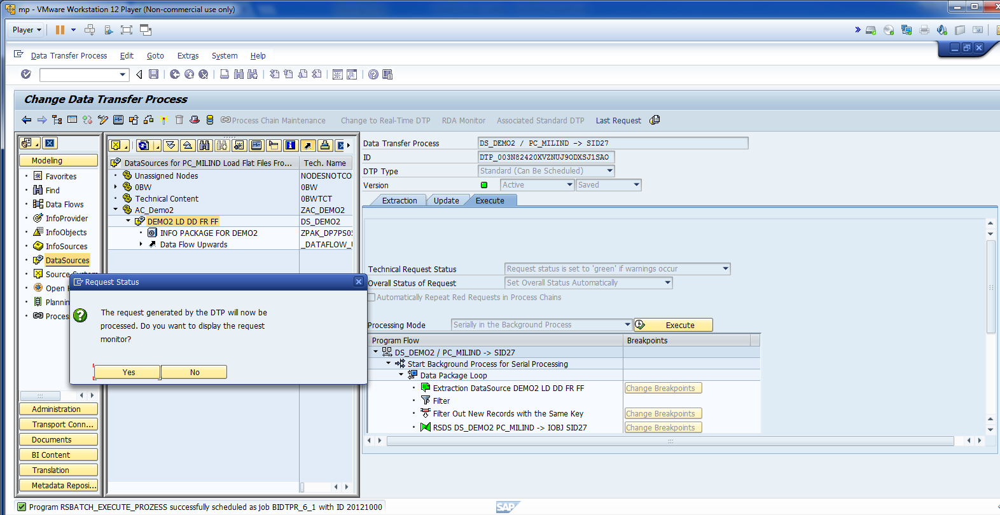 mp - VMware Workstation 12 Player (Non-commercial use only)
Player
Data Transfer Process Edit Goto Extras System Help
Change Data Transfer Process
Process Chain Maintenance Change to Real-Time DTP RDA Monitor Associated Standard DTP Last Request
Modeling
Favorites
Find
Data Flows
InfoProvider
InfoObjects
InfoSources
DataSources
Source System
Open H
Plannin
Proces
Administration
Transport Conn...
Documents
BI Content
Translation
Metadata Reposi...
DataSources for PC_MILIND Load Flat Files Fro... Tech. Name
Unassigned Nodes NODESNOTCO
0BW 0BW
Technical Content 0BWTCT
AC_Demo2 ZAC_DEMO2
DEMO2 LD DD FR FF DS_DEMO2
INFO PACKAGE FOR DEMO2 ZPAK_DP7PS05
Data Flow Upwards _DATAFLOW_U
Data Transfer Process DS_DEMO2 / PC_MILIND -> SID27
ID DTP_003N82420XVZNUJ9ODXSJ1SAO
DTP Type Standard (Can Be Scheduled)
Version Active Saved
Extraction Update Execute
Technical Request Status Request status is set to 'green' if warnings occur
Overall Status of Request Set Overall Status Automatically
Automatically Repeat Red Requests in Process Chains
Processing Mode Serially in the Background Process Execute
Program Flow Breakpoints
DS_DEMO2 / PC_MILIND -> SID27
Start Background Process for Serial Processing
Data Package Loop
Extraction DataSource DEMO2 LD DD FR FF Change Breakpoints
Filter
Filter Out New Records with the Same Key Change Breakpoints
RSDS DS_DEMO2 PC_MILIND -> IOBJ SID27 Change Breakpoints
Request Status
The request generated by the DTP will now be
processed. Do you want to display the request
monitor?
Yes No
Program RSBATCH_EXECUTE_PROZESS successfully scheduled as job BIDTPR_6_1 with ID 20121000
SAP